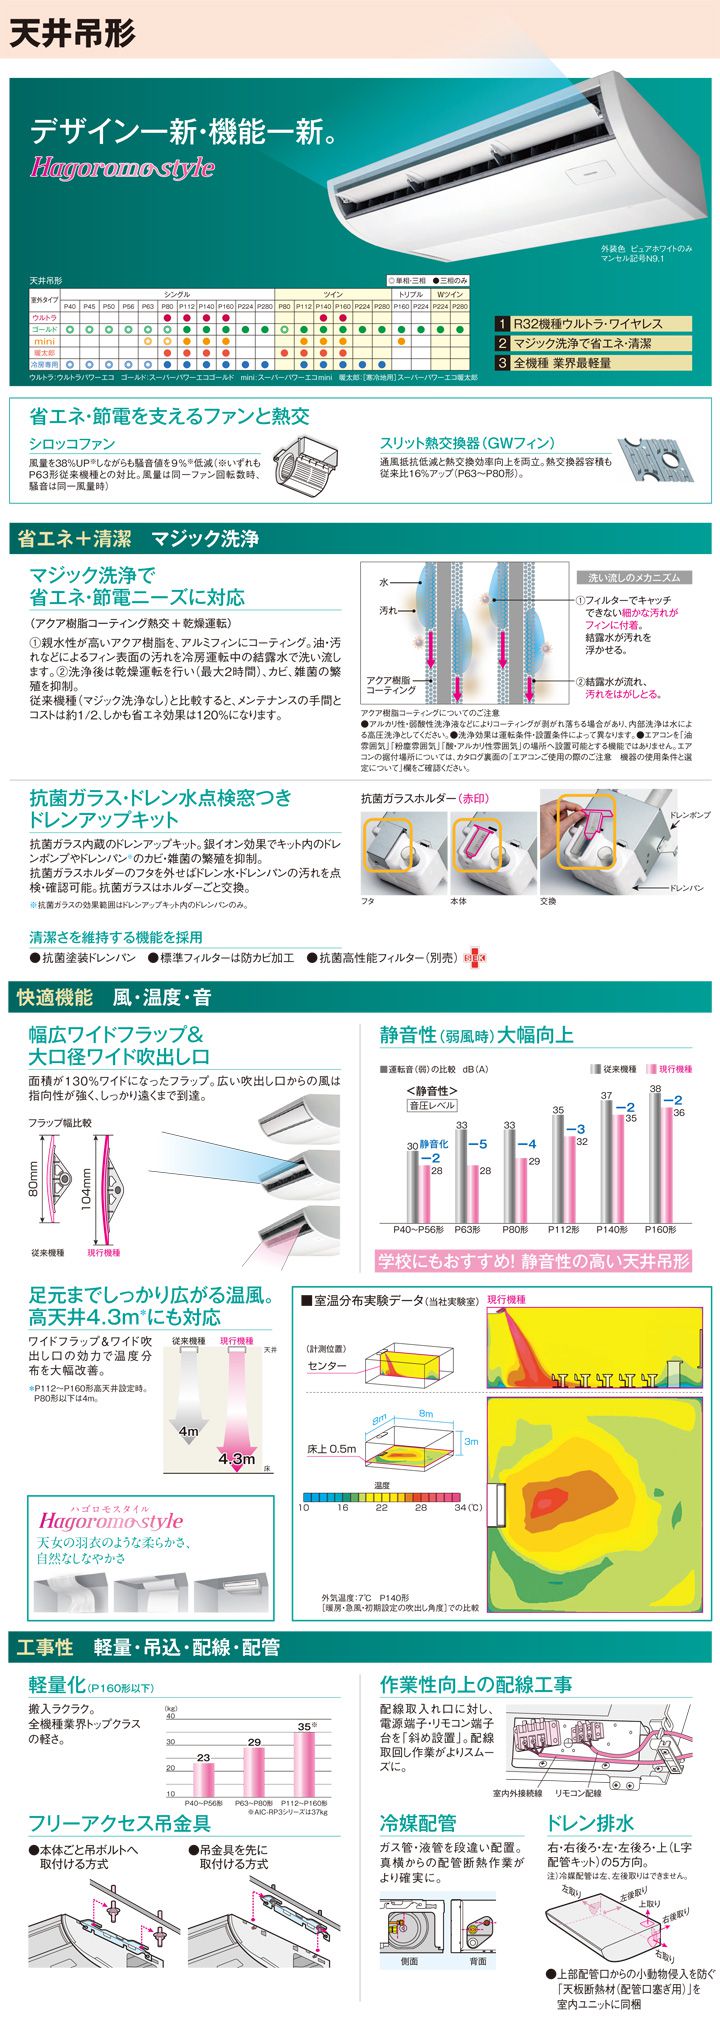 天井吊形
デザイン一新・機能一新。
Hagoromo style
外装色 ピュアホワイトのみ
マンセル記号N9.1
天井吊形
◎単相・三相 ●三相のみ
室外タイプ シングル ツイン トリプル Wツイン
P40 P45 P50 P56 P63 P80 P112 P140 P160 P224 P280 P80 P112 P140 P160 P224 P280 P160 P224 P224 P280
ウルトラ
ゴールド
mini
暖太郎
冷房専用
ウルトラ:ウルトラパワーエコ ゴールド:スーパーパワーエコゴールド mini:スーパーパワーエコmini 暖太郎:[寒冷地用]スーパーパワーエコ暖太郎
1 R32機種ウルトラ・ワイヤレス
2 マジック洗浄で省エネ・清潔
3 全機種 業界最軽量
省エネ・節電を支えるファンと熱交
シロッコファン
風量を38%UP※しながらも騒音値を9%※低減(※いずれも
P63形従来機種との対比。風量は同一ファン回転数時、
騒音は同一風量時)
スリット熱交換器(GWフィン)
通風抵抗低減と熱交換効率向上を両立。熱交換器容積も
従来比16%アップ(P63〜P80形)。
省エネ+清潔 マジック洗浄
マジック洗浄で
省エネ・節電ニーズに対応
(アクア樹脂コーティング熱交+乾燥運転)
①親水性が高いアクア樹脂を、アルミフィンにコーティング。油・汚
れなどによるフィン表面の汚れを冷房運転中の結露水で洗い流し
ます。②洗浄後は乾燥運転を行い(最大2時間)、カビ、雑菌の繁
殖を抑制。
従来機種(マジック洗浄なし)と比較すると、メンテナンスの手間と
コストは約1/2、しかも省エネ効果は120%になります。
水
汚れ
アクア樹脂
コーティング
洗い流しのメカニズム
①フィルターでキャッチ
できない細かな汚れが
フィンに付着。
結露水が汚れを
浮かせる。
②結露水が流れ、
汚れをはがしとる。
アクア樹脂コーティングについてのご注意
●アルカリ性・弱酸性洗浄液などによりコーティングが剥がれ落ちる場合があり、内部洗浄は水によ
る高圧洗浄としてください。●洗浄効果は運転条件・設置条件によって異なります。●エアコンを「油
雰囲気」「粉塵雰囲気」「酸・アルカリ性雰囲気」の場所へ設置可能とする機能ではありません。エア
コンの据付場所については、カタログ裏面の「エアコンご使用の際のご注意 機器の使用条件と選
定について」欄をご確認ください。
抗菌ガラス・ドレン水点検窓つき
ドレンアップキット
抗菌ガラス内蔵のドレンアップキット。銀イオン効果でキット内のドレ
ンポンプやドレンパン※のカビ・雑菌の繁殖を抑制。
抗菌ガラスホルダーのフタを外せばドレン水・ドレンパンの汚れを点
検・確認可能。抗菌ガラスはホルダーごと交換。
※抗菌ガラスの効果範囲はドレンアップキット内のドレンパンのみ。
抗菌ガラスホルダー(赤印)
フタ
本体
交換
ドレンポンプ
ドレンパン
清潔さを維持する機能を採用
●抗菌塗装ドレンパン ●標準フィルターは防カビ加工 ●抗菌高性能フィルター(別売)
SEK
快適機能 風・温度・音
幅広ワイドフラップ&
大口径ワイド吹出し口
面積が130%ワイドになったフラップ。広い吹出し口からの風は
指向性が強く、しっかり遠くまで到達。
フラップ幅比較
80mm
104mm
従来機種 現行機種
静音性(弱風時)大幅向上
■運転音(弱)の比較 dB(A)
従来機種 現行機種
<静音性>
音圧レベル
30 静音化 −2 28
33 −5 28
33 −4 29
35 −3 32
37 −2 35
38 −2 36
P40〜P56形 P63形 P80形 P112形 P140形 P160形
学校にもおすすめ! 静音性の高い天井吊形
足元までしっかり広がる温風。
高天井4.3m※にも対応
ワイドフラップ&ワイド吹
出し口の効力で温度分
布を大幅改善。
※P112〜P160形高天井設定時。
P80形以下は4m。
従来機種 現行機種
天井
4m
4.3m
床
■室温分布実験データ(当社実験室) 現行機種
(計測位置)
センター
床上 0.5m
8m
8m
3m
温度
10 16 22 28 34(℃)
外気温度:7℃ P140形
[暖房・急風・初期設定の吹出し角度]での比較
ハゴロモスタイル
Hagoromo style
天女の羽衣のような柔らかさ、
自然なしなやかさ
工事性 軽量・吊込・配線・配管
軽量化(P160形以下)
搬入ラクラク。
全機種業界トップクラス
の軽さ。
(kg)
40
30
20
10
23
29
35※
P40〜P56形 P63〜P80形 P112〜P160形
※AIC-RP3シリーズは37kg
作業性向上の配線工事
配線取入れ口に対し、
電源端子・リモコン端子
台を「斜め設置」。配線
取回し作業がよりスムー
ズに。
室内外接続線 リモコン配線
フリーアクセス吊金具
●本体ごと吊ボルトへ
取付ける方式
●吊金具を先に
取付ける方式
冷媒配管
ガス管・液管を段違い配置。
真横からの配管断熱作業が
より確実に。
側面
背面
ドレン排水
右・右後ろ・左・左後ろ・上(L字
配管キット)の5方向。
注)冷媒配管は左、左後取りはできません。
左取り
左後取り
上取り
右後取り
右取り
●上部配管口からの小動物侵入を防ぐ
「天板断熱材(配管口塞ぎ用)」を
室内ユニットに同梱